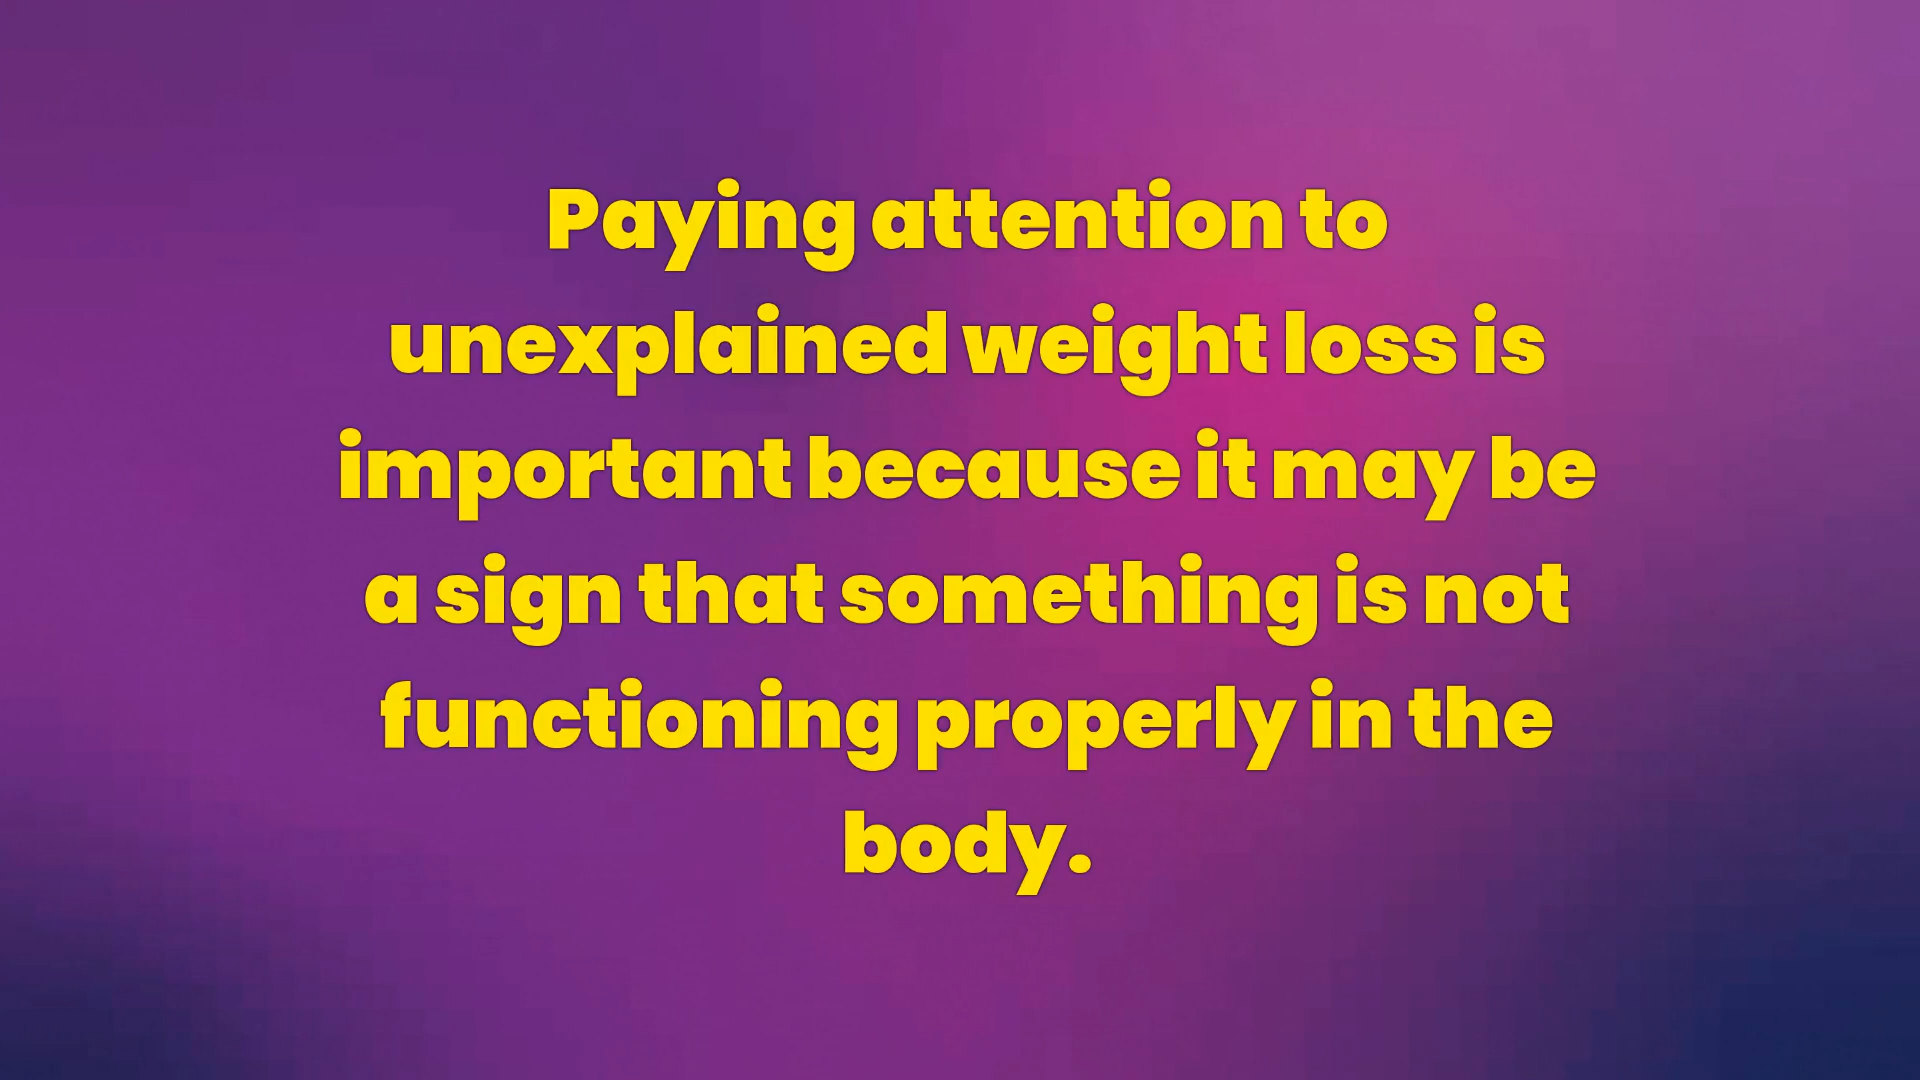 Paying attention to
unexplained weight loss is
important because it may be
a sign that something is not
functioning properly in the
body.